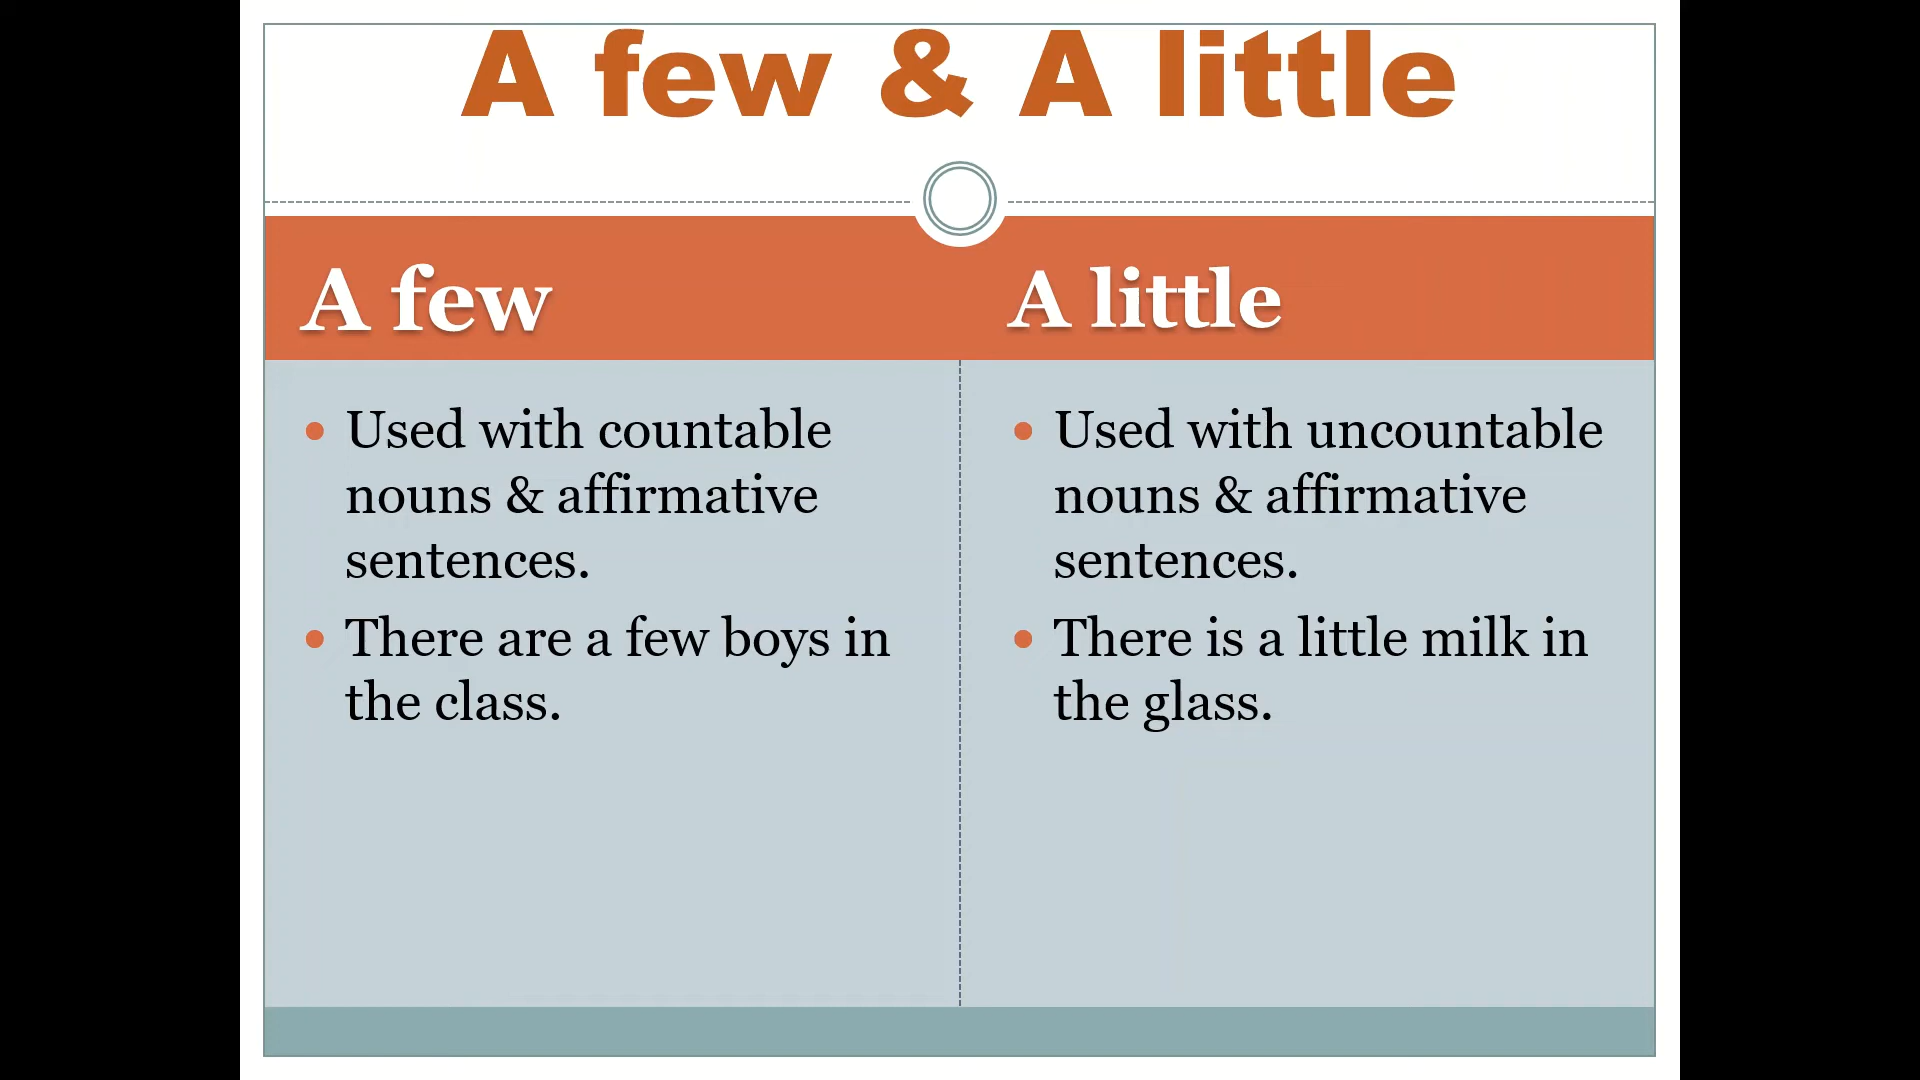 A few & A little
A few
Used with countable
nouns & affirmative
sentences.
There are a few boys in
the class.
A little
Used with uncountable
nouns & affirmative
sentences.
There is a little milk in
the glass.